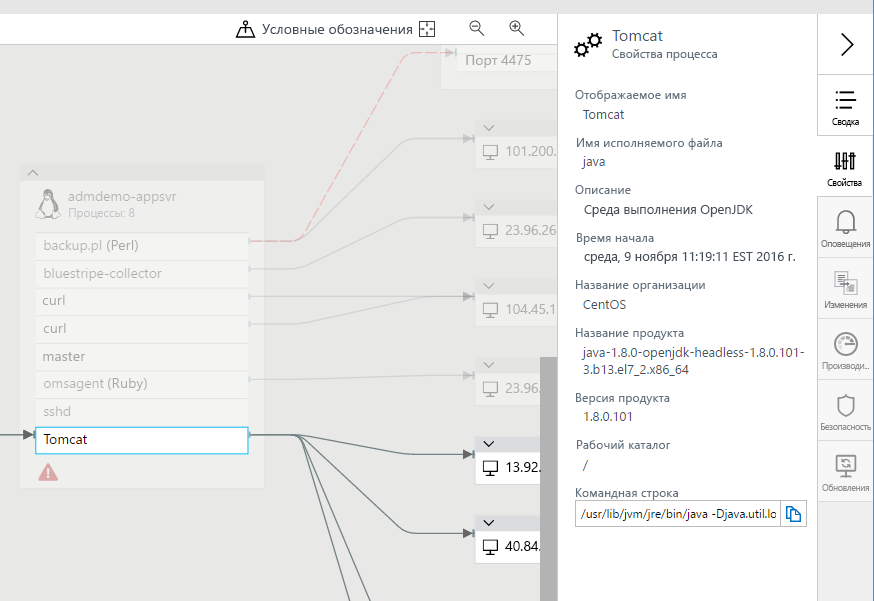 Условные обозначения
Порт 4475
101.200.
23.96.26
104.45.1
23.96.
13.92.
40.84.
admdemo-appsvr
Процессы: 8
backup.pl (Perl)
bluestripe-collector
curl
curl
master
omsagent (Ruby)
sshd
Tomcat
Tomcat
Свойства процесса
Отображаемое имя
Tomcat
Имя исполняемого файла
java
Описание
Среда выполнения OpenJDK
Время начала
среда, 9 ноября 11:19:11 EST 2016 г.
Название организации
CentOS
Название продукта
java-1.8.0-openjdk-headless-1.8.0.101-
3.b13.el7_2.x86_64
Версия продукта
1.8.0.101
Рабочий каталог
/
Командная строка
/usr/lib/jvm/jre/bin/java -Djava.util.lo
Сводка
Свойства
Оповещения
Изменения
Производи...
Безопасность
Обновления